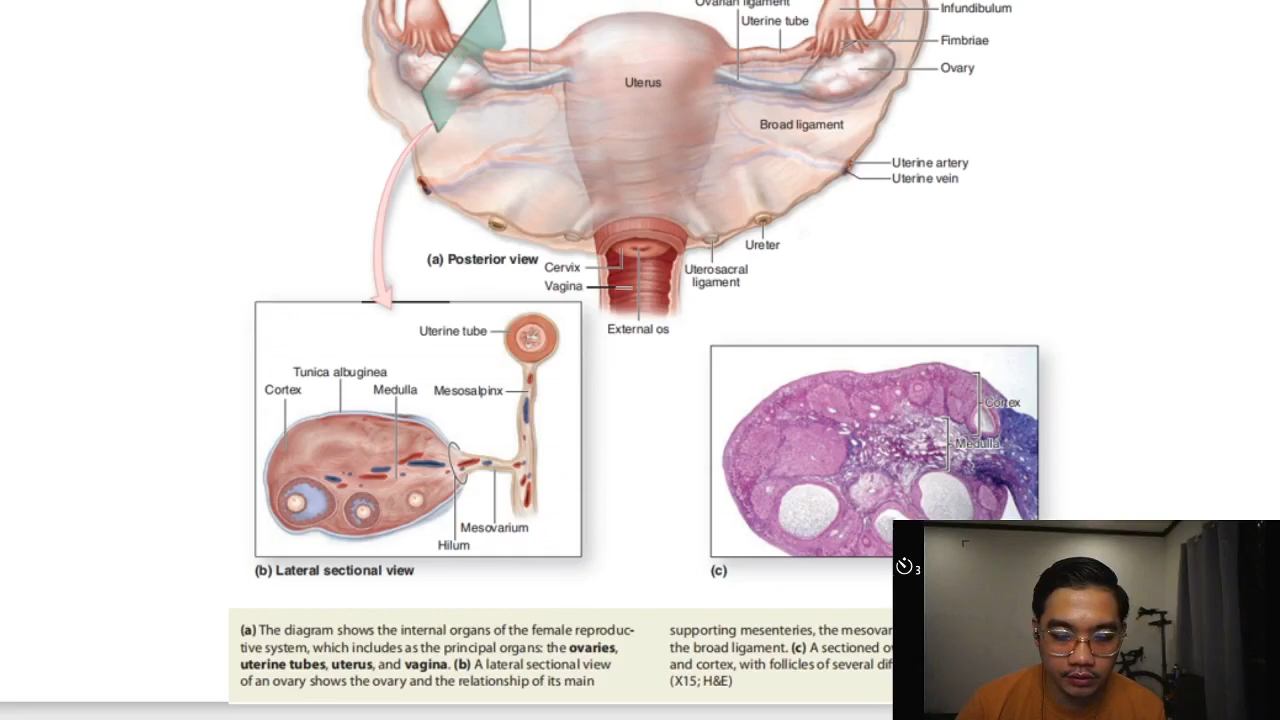 Ovarian ligament
Infundibulum
Uterine tube
Fimbriae
Ovary
Uterus
Broad ligament
Uterine artery
Uterine vein
Ureter
(a) Posterior view
Cervix
Uterosacral
ligament
Vagina
External os
Uterine tube
Tunica albuginea
Cortex
Medulla
Mesosalpinx
Mesovarium
Hilum
(b) Lateral sectional view
Cortex
Medulla
(c)
3
(a) The diagram shows the internal organs of the female reproduc-
tive system, which includes as the principal organs: the ovaries,
uterine tubes, uterus, and vagina. (b) A lateral sectional view
of an ovary shows the ovary and the relationship of its main
supporting mesenteries, the
the broad ligament. (c) A sectioned
and cortex, with follicles of several
(X15; H&E)